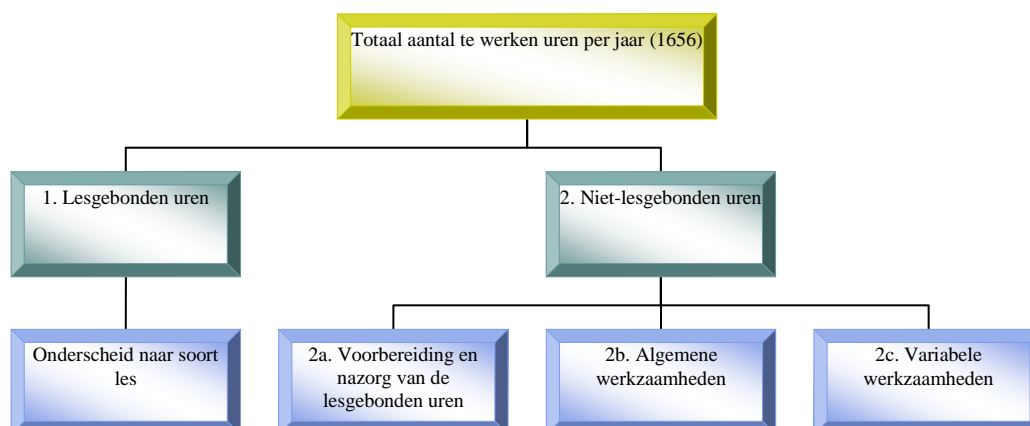 Totaal aantal te werken uren per jaar (1656)
1. Lesgebonden uren
2. Niet-lesgebonden uren
Onderscheid naar soort
les
2a. Voorbereiding en
nazorg van de
lesgebonden uren
2b. Algemene
werkzaamheden
2c. Variabele
werkzaamheden